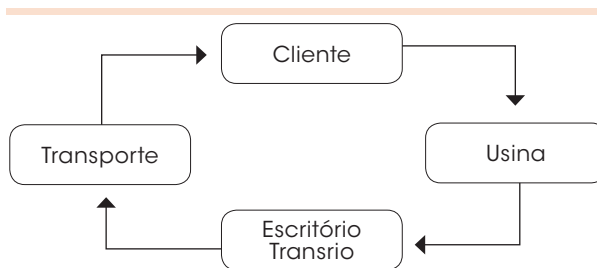 Cliente
Transporte
Usina
Escritório
Transrio